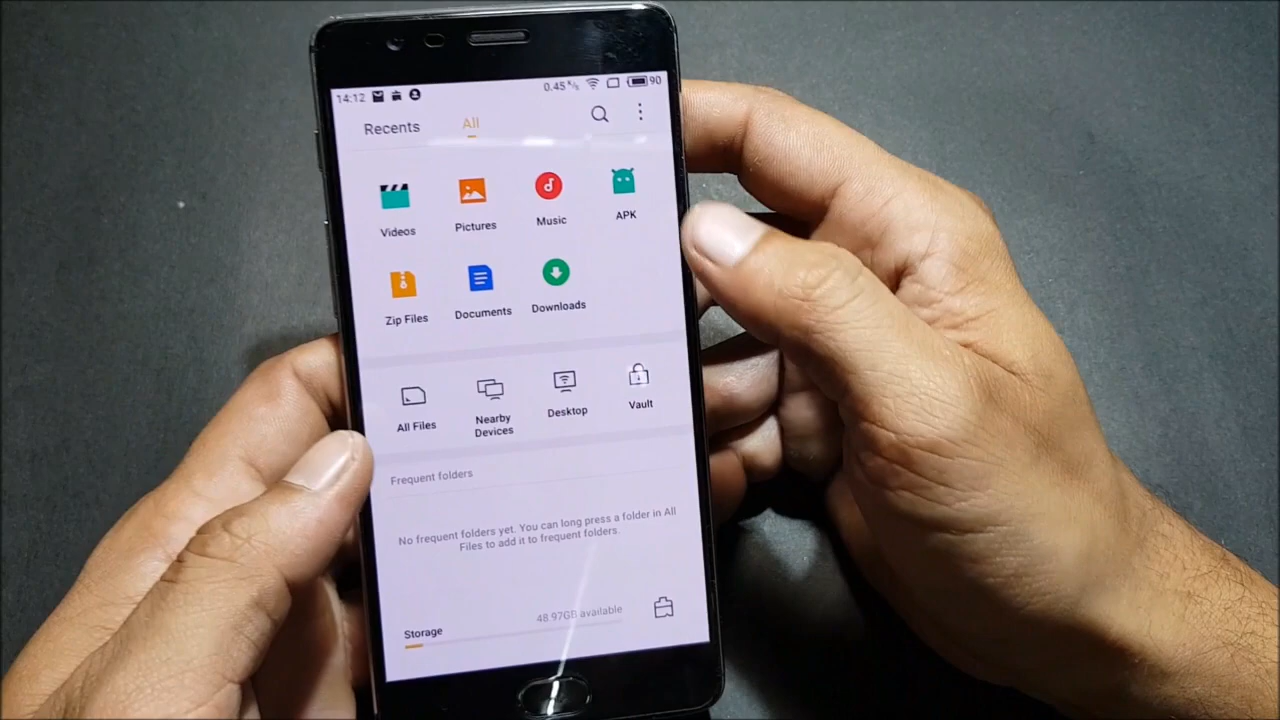 14:12 0.45 K/s 90
Recents All
Videos Pictures Music APK
Zip Files Documents Downloads
All Files Nearby Devices Desktop Vault
Frequent folders
No frequent folders yet. You can long press a folder in All
Files to add it to frequent folders.
Storage 48.97GB available